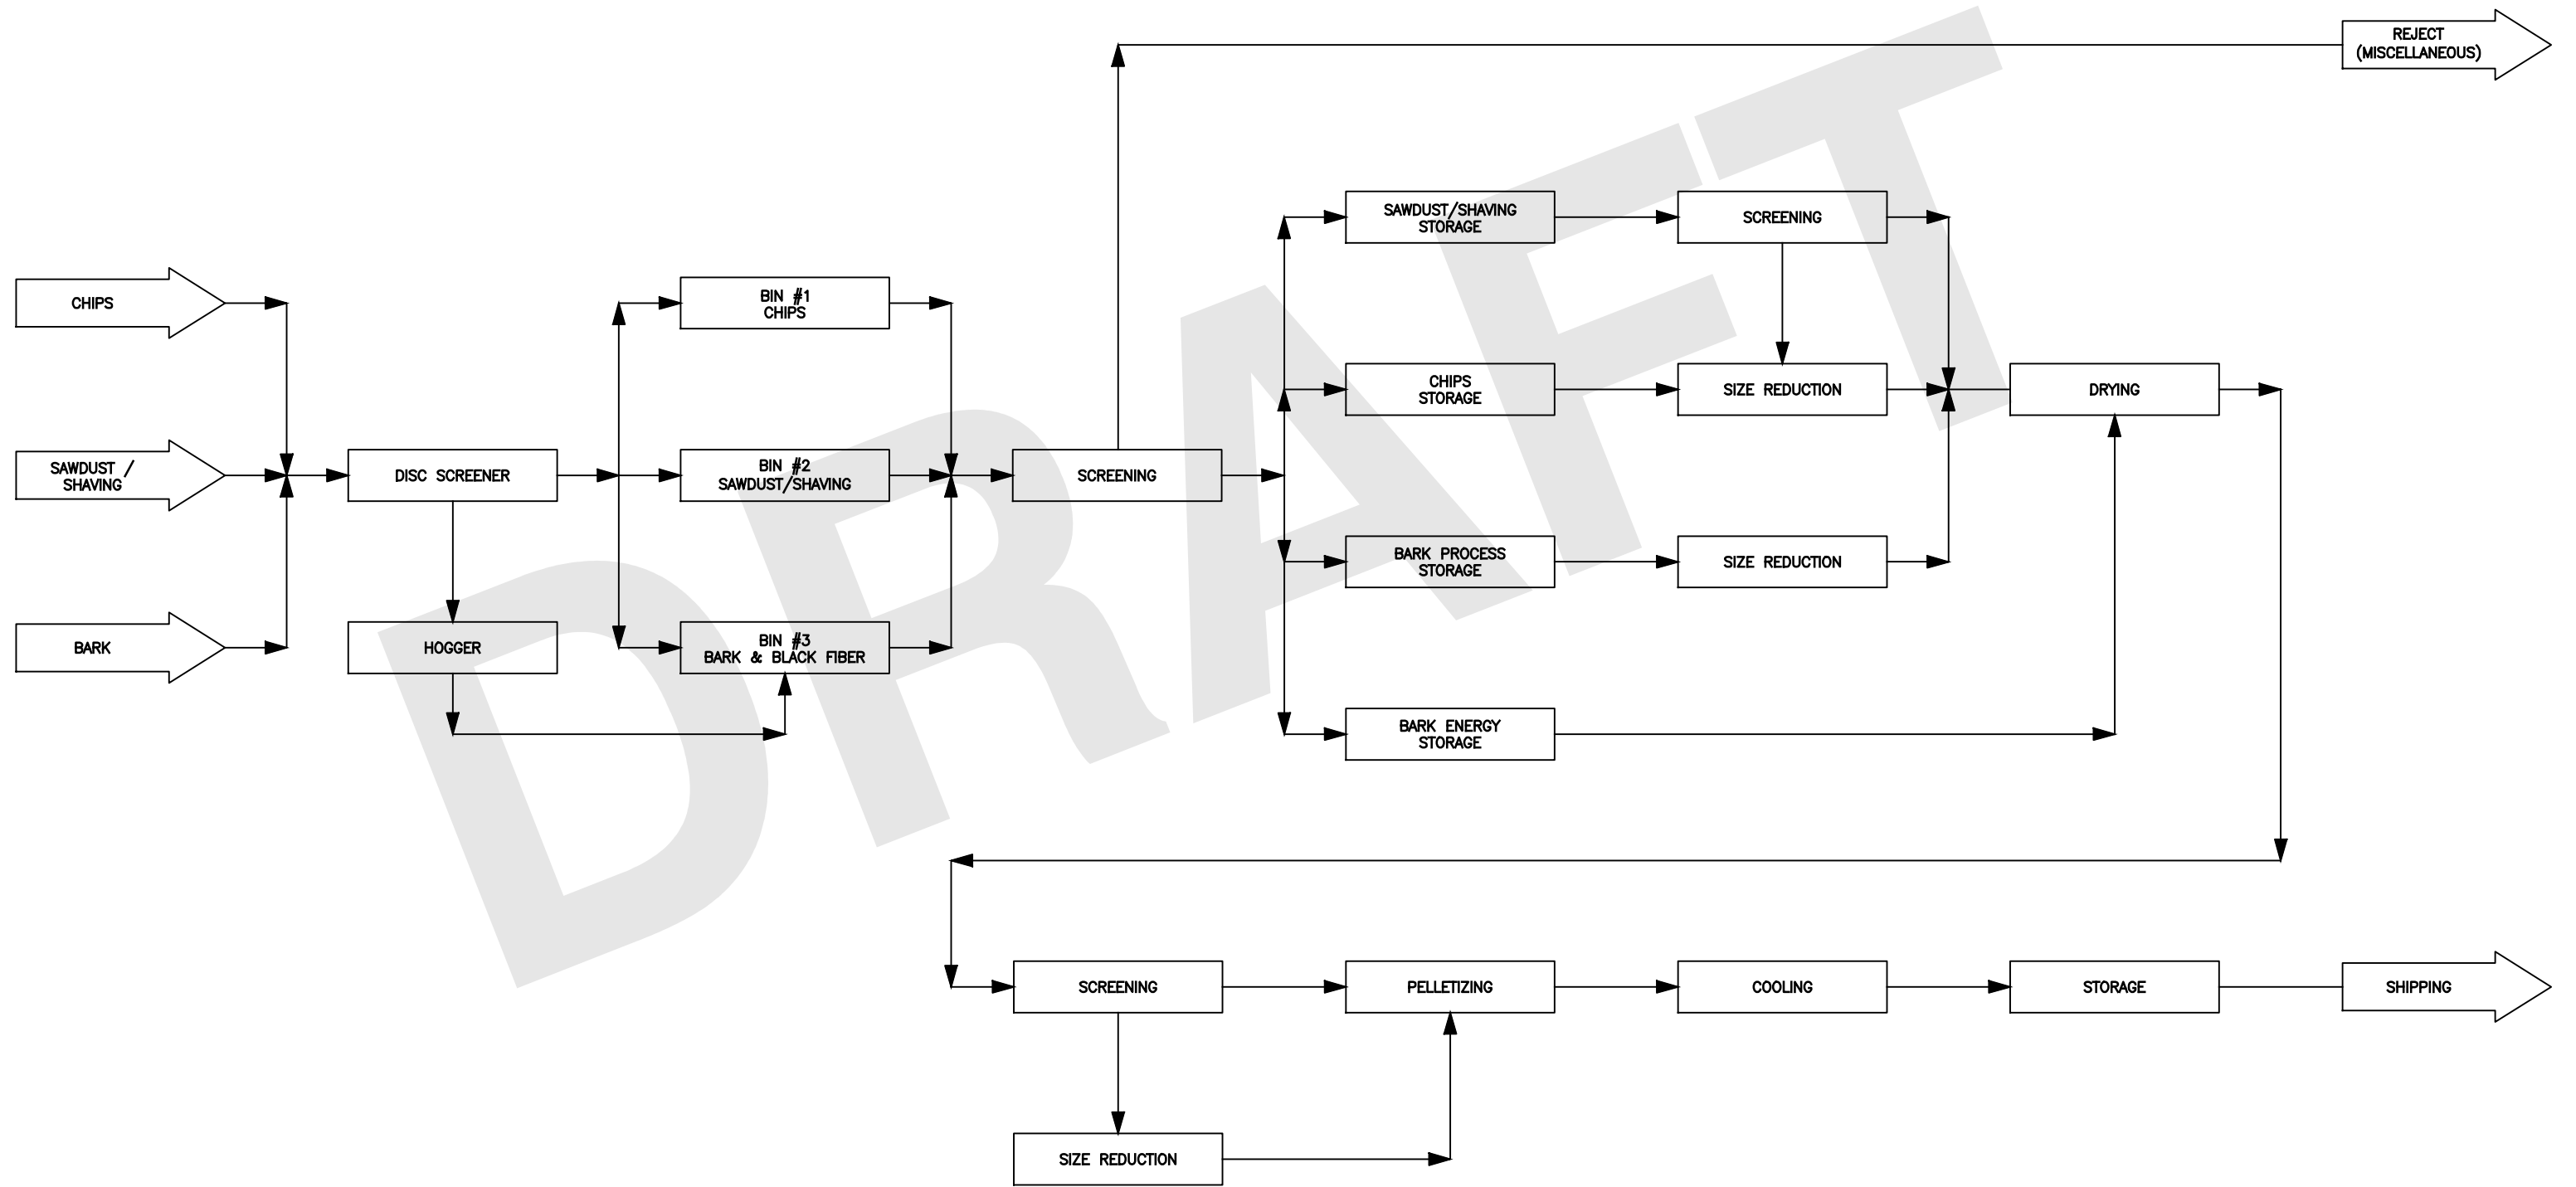 REJECT
(MISCELLANEOUS)
SAWDUST/SHAVING
STORAGE
SCREENING
CHIPS
BIN #1
CHIPS
CHIPS
STORAGE
SIZE REDUCTION
DRYING
SAWDUST /
SHAVING
DISC SCREENER
BIN #2
SAWDUST/SHAVING
SCREENING
BARK PROCESS
STORAGE
SIZE REDUCTION
BARK
HOGGER
BIN #3
BARK & BLACK FIBER
BARK ENERGY
STORAGE
SCREENING
PELLETIZING
COOLING
STORAGE
SHIPPING
SIZE REDUCTION
DRAFT